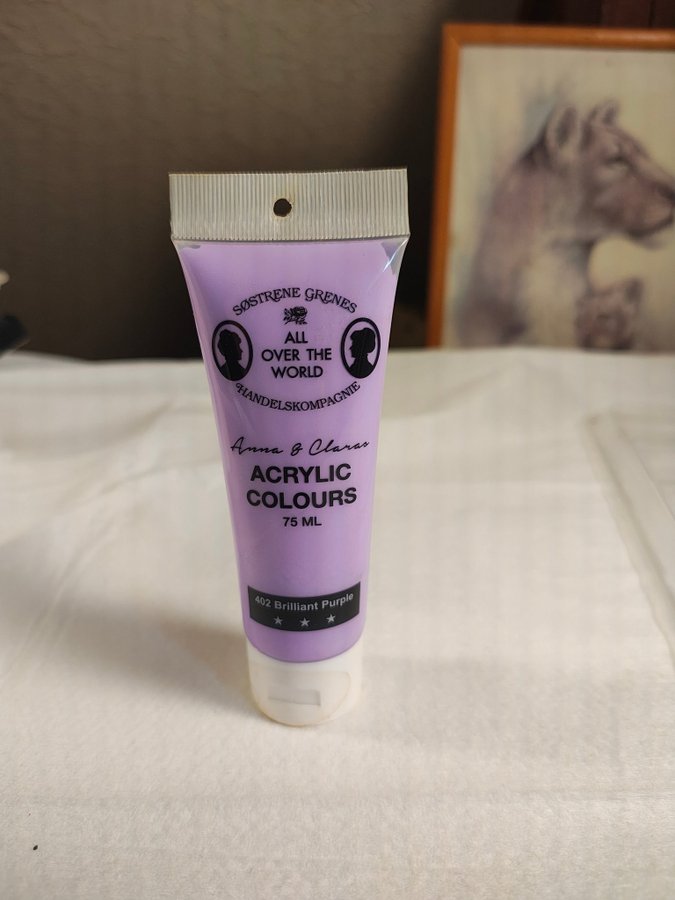 SØSTRENE GRENES
ALL
OVER THE
WORLD
HANDELSKOMPAGNIE
Anna & Claras
ACRYLIC
COLOURS
75 ML
402 Brilliant Purple